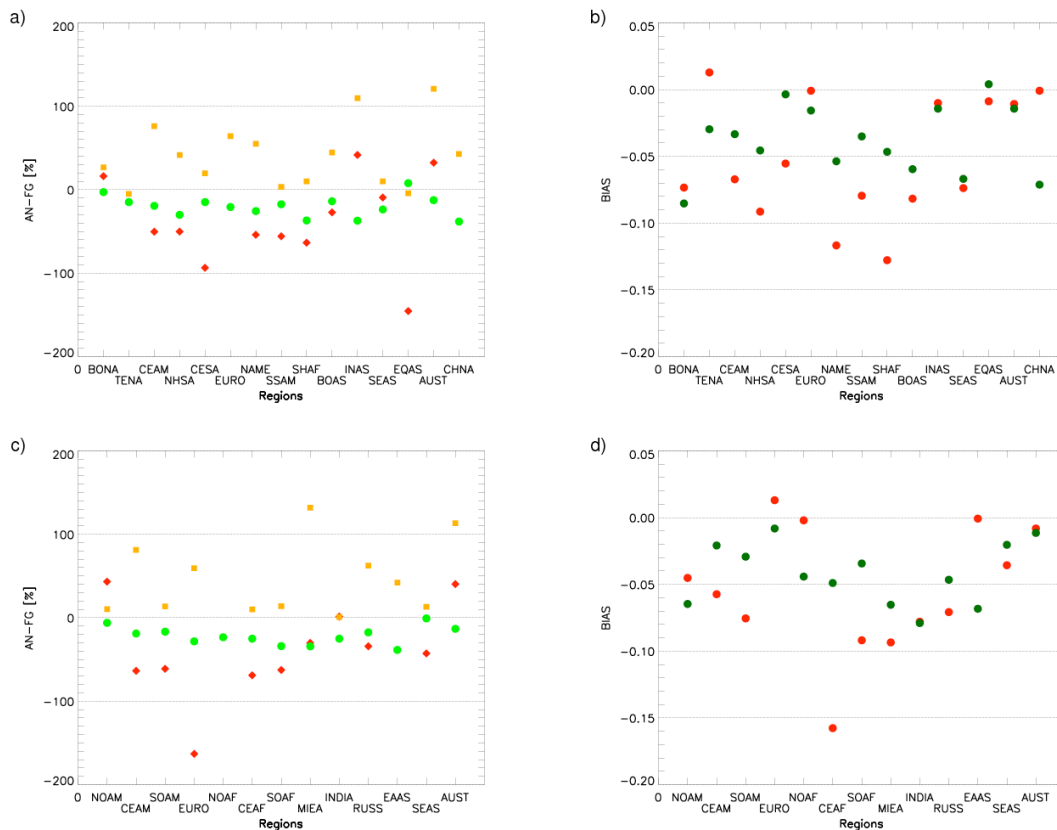 a)
200
100
0
−100
−200
AN−FG [%]
0 BONA CEAM CESA NAME SHAF INAS EQAS CHNA
TENA NHSA EURO SSAM BOAS SEAS AUST
Regions
b)
0.05
0.00
−0.05
−0.10
−0.15
−0.20
BIAS
0 BONA CEAM CESA NAME SHAF INAS EQAS CHNA
TENA NHSA EURO SSAM BOAS SEAS AUST
Regions
c)
200
100
0
−100
−200
AN−FG [%]
0 NOAM SOAM NOAF SOAF INDIA EAAS AUST
CEAM EURO CEAF MIEA RUSS SEAS
Regions
d)
0.05
0.00
−0.05
−0.10
−0.15
−0.20
BIAS
0 NOAM SOAM NOAF SOAF INDIA EAAS AUST
CEAM EURO CEAF MIEA RUSS SEAS
Regions